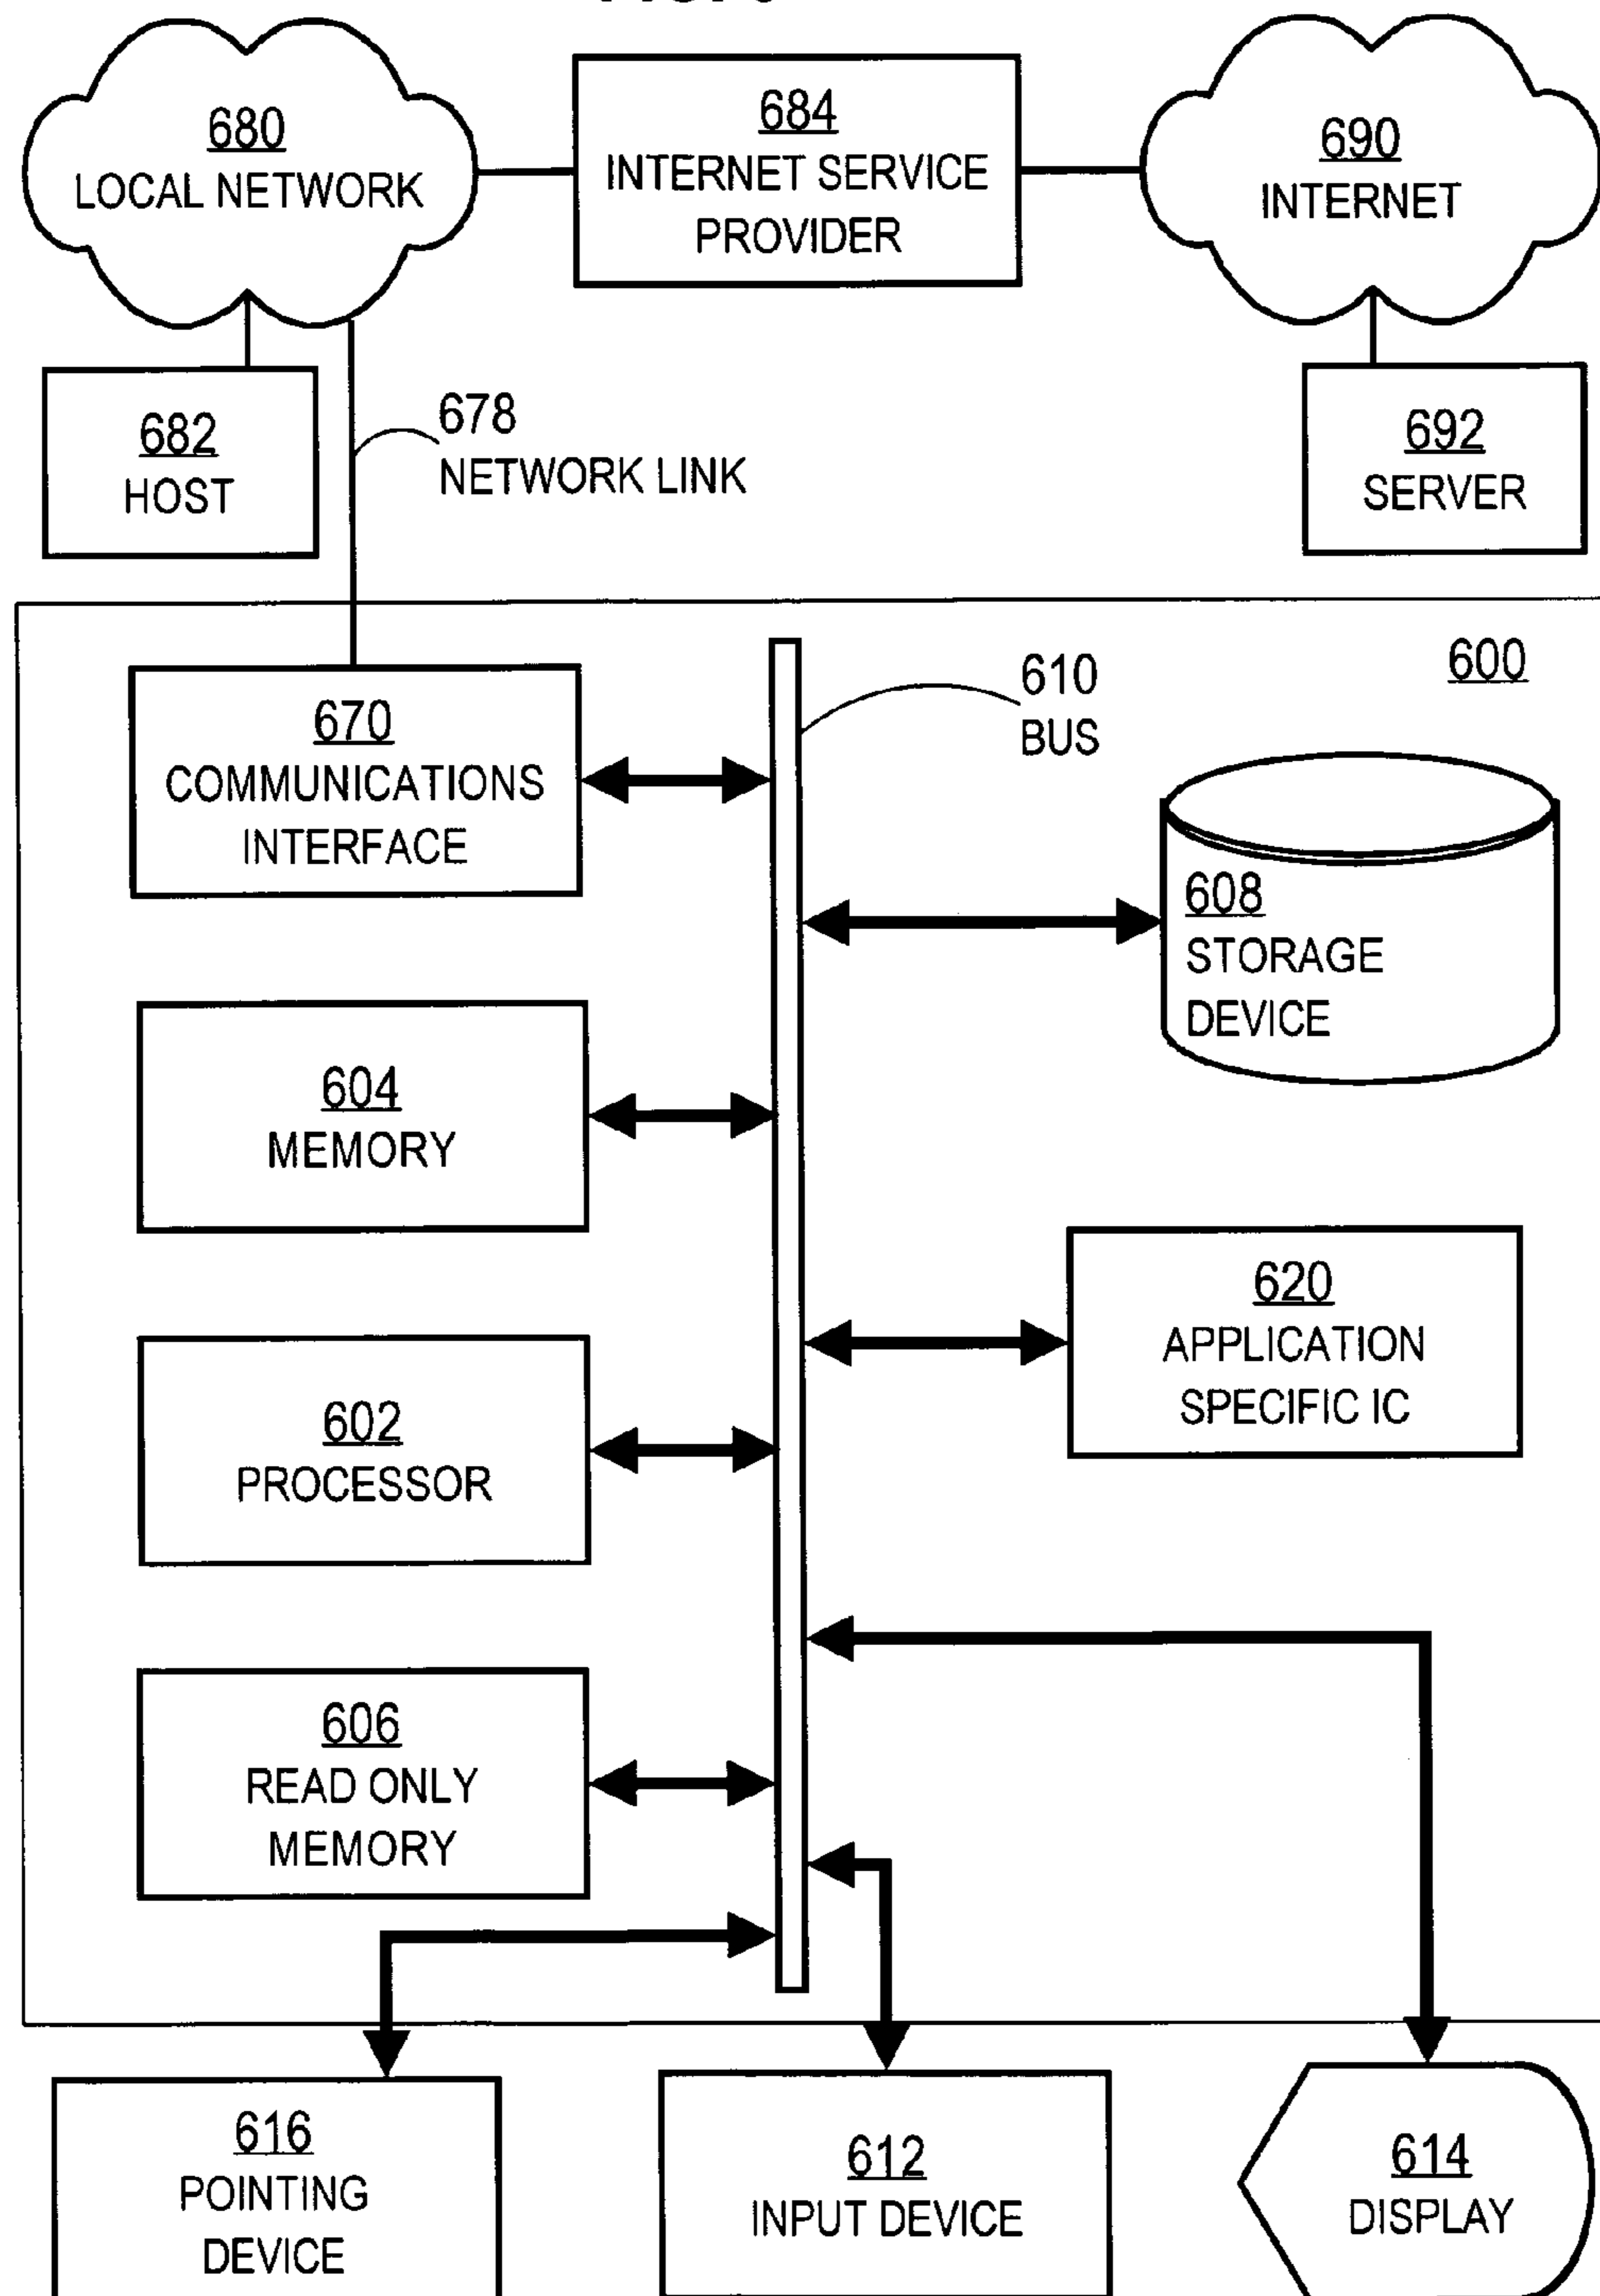 680
LOCAL NETWORK
684
INTERNET SERVICE
PROVIDER
690
INTERNET
682
HOST
678
NETWORK LINK
692
SERVER
600
610
BUS
670
COMMUNICATIONS
INTERFACE
608
STORAGE
DEVICE
604
MEMORY
620
APPLICATION
SPECIFIC IC
602
PROCESSOR
606
READ ONLY
MEMORY
616
POINTING
DEVICE
612
INPUT DEVICE
614
DISPLAY